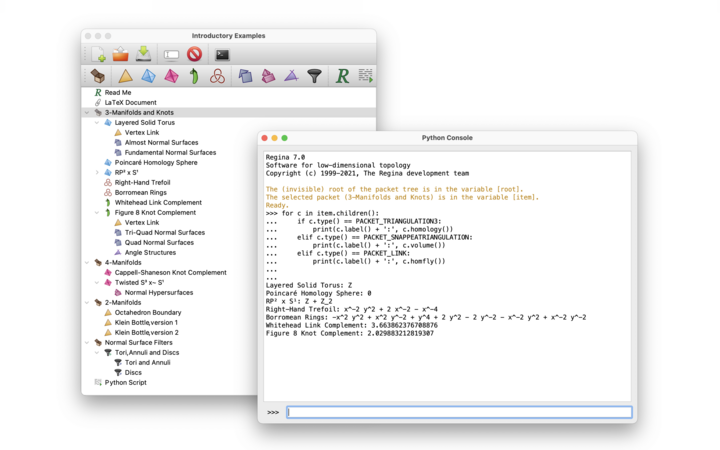 Introductory Examples
R
Read Me
LaTeX Document
3-Manifolds and Knots
Layered Solid Torus
Vertex Link
Almost Normal Surfaces
Fundamental Normal Surfaces
Poincaré Homology Sphere
RP² x S¹
Right-Hand Trefoil
Borromean Rings
Whitehead Link Complement
Figure 8 Knot Complement
Vertex Link
Tri-Quad Normal Surfaces
Quad Normal Surfaces
Angle Structures
4-Manifolds
Cappell-Shaneson Knot Complement
Twisted S³ x~ S¹
Normal Hypersurfaces
2-Manifolds
Octahedron Boundary
Klein Bottle,version 1
Klein Bottle,version 2
Normal Surface Filters
Tori,Annuli and Discs
Tori and Annuli
Discs
Python Script
Python Console
Regina 7.0
Software for low-dimensional topology
Copyright (c) 1999-2021, The Regina development team
The (invisible) root of the packet tree is in the variable [root].
The selected packet (3-Manifolds and Knots) is in the variable [item].
Ready.
>>> for c in item.children():
... if c.type() == PACKET_TRIANGULATION3:
... print(c.label() + ':', c.homology())
... elif c.type() == PACKET_SNAPPEATRIANGULATION:
... print(c.label() + ':', c.volume())
... elif c.type() == PACKET_LINK:
... print(c.label() + ':', c.homfly())
...
...
Layered Solid Torus: Z
Poincaré Homology Sphere: 0
RP² x S¹: Z + Z_2
Right-Hand Trefoil: x^-2 y^2 + 2 x^-2 - x^-4
Borromean Rings: -x^2 y^2 + x^2 y^-2 + y^4 + 2 y^2 - 2 y^-2 - x^-2 y^2 + x^-2 y^-2
Whitehead Link Complement: 3.663862376708876
Figure 8 Knot Complement: 2.029883212819307
>>>